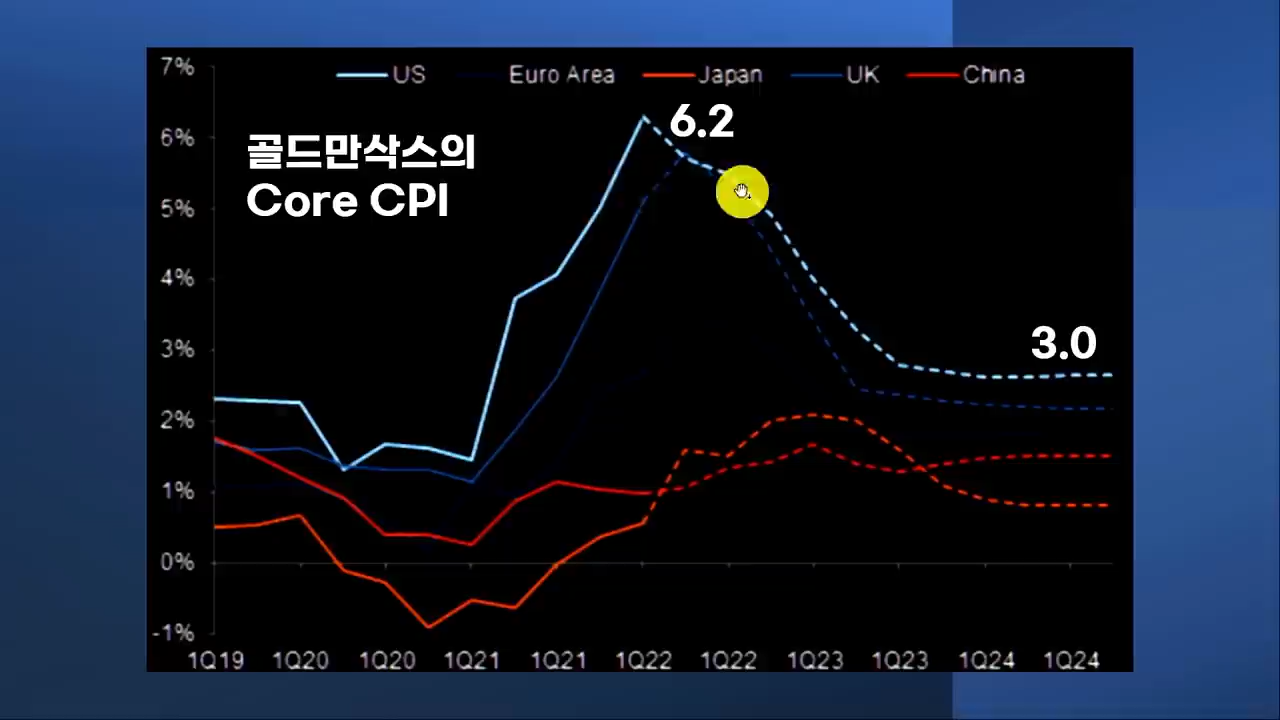 7%
US Euro Area Japan UK China
6.2
6%
골드만삭스의
Core CPI
5%
4%
3.0
3%
2%
1%
0%
-1%
1Q19 1Q20 1Q20 1Q21 1Q21 1Q22 1Q22 1Q23 1Q23 1Q24 1Q24